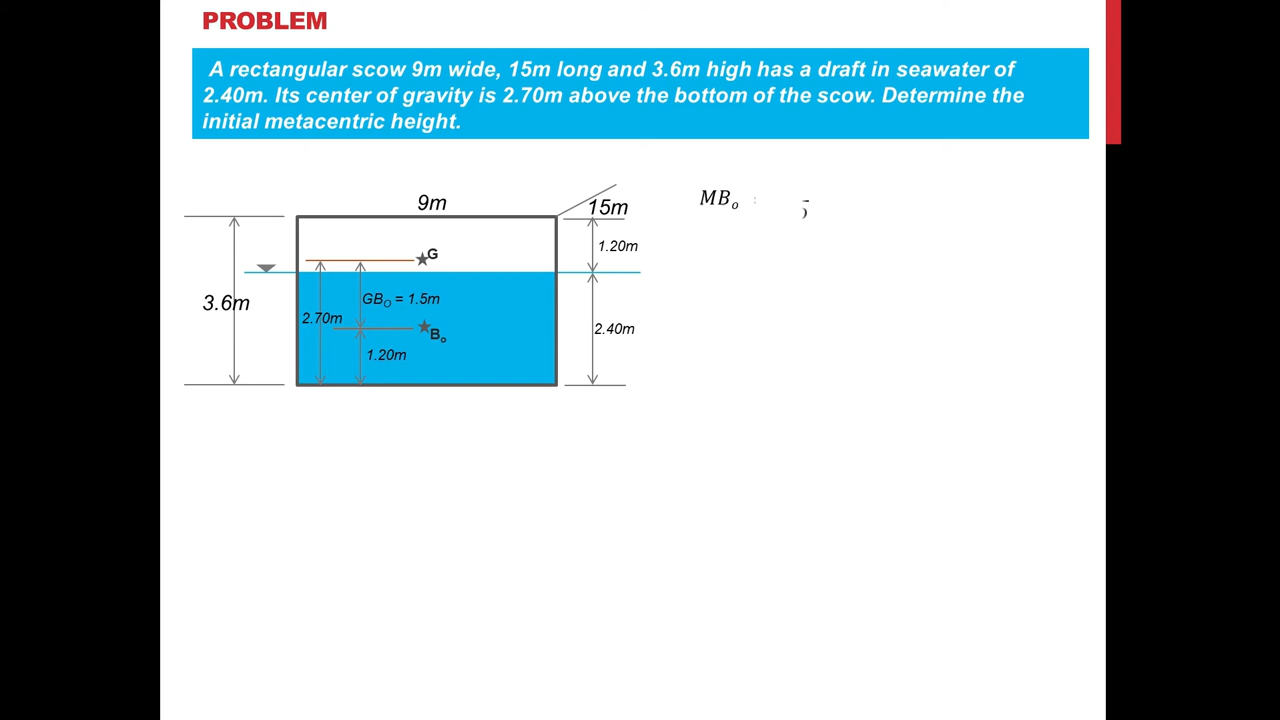 PROBLEM
A rectangular scow 9m wide, 15m long and 3.6m high has a draft in seawater of
2.40m. Its center of gravity is 2.70m above the bottom of the scow. Determine the
initial metacentric height.
9m
15m
MBₒ
1.20m
G
3.6m
GBO = 1.5m
2.70m
Bo
2.40m
1.20m